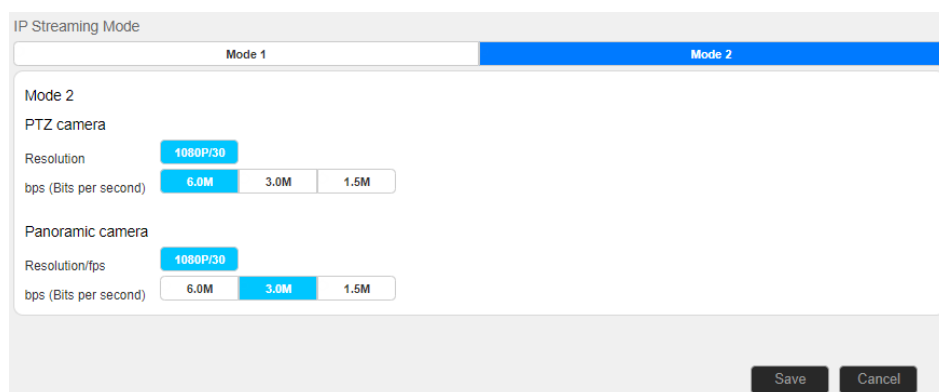 IP Streaming Mode
Mode 1 Mode 2
Mode 2
PTZ camera
Resolution 1080P/30
bps (Bits per second) 6.0M 3.0M 1.5M
Panoramic camera
Resolution/fps 1080P/30
bps (Bits per second) 6.0M 3.0M 1.5M
Save Cancel